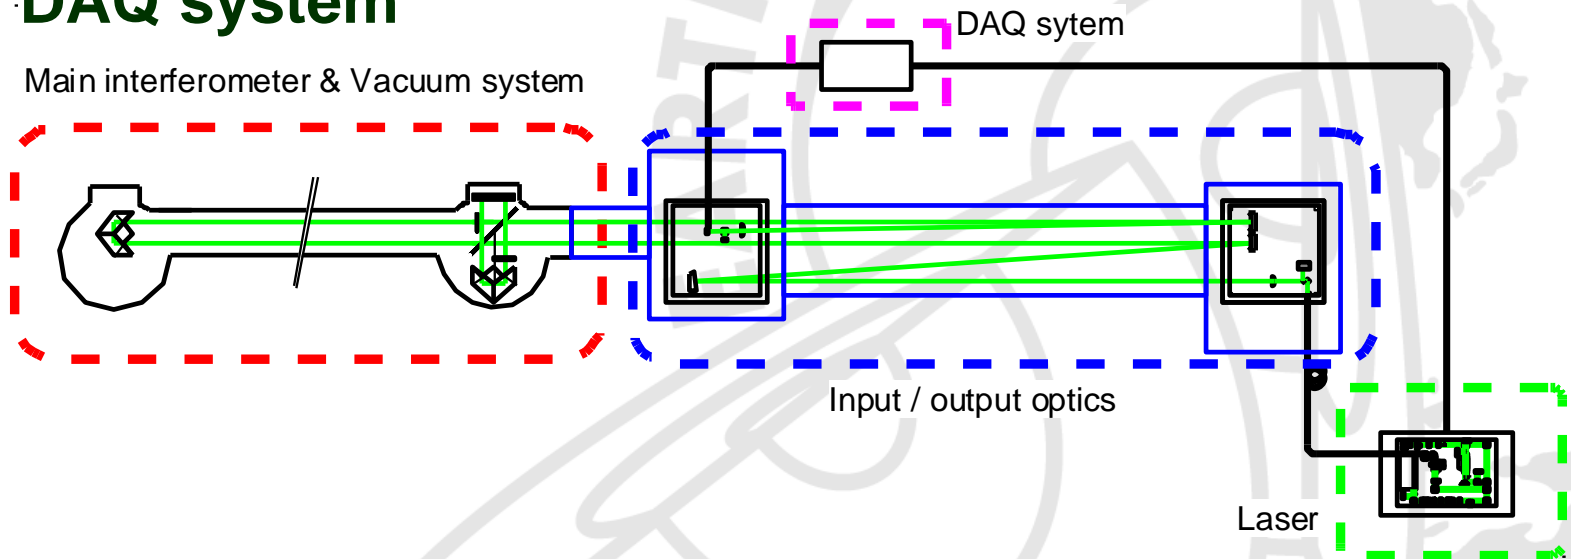 DAQ system
DAQ sytem
Main interferometer & Vacuum system
Input / output optics
Laser